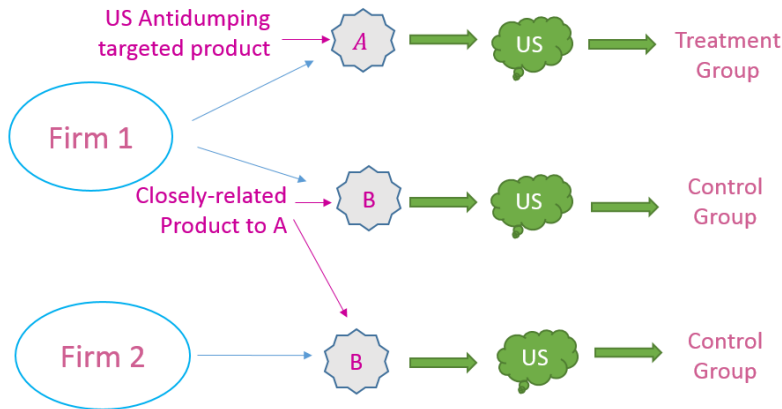 US Antidumping
targeted product
A
US
Treatment
Group
Firm 1
Closely-related
Product to A
B
US
Control
Group
Firm 2
B
US
Control
Group